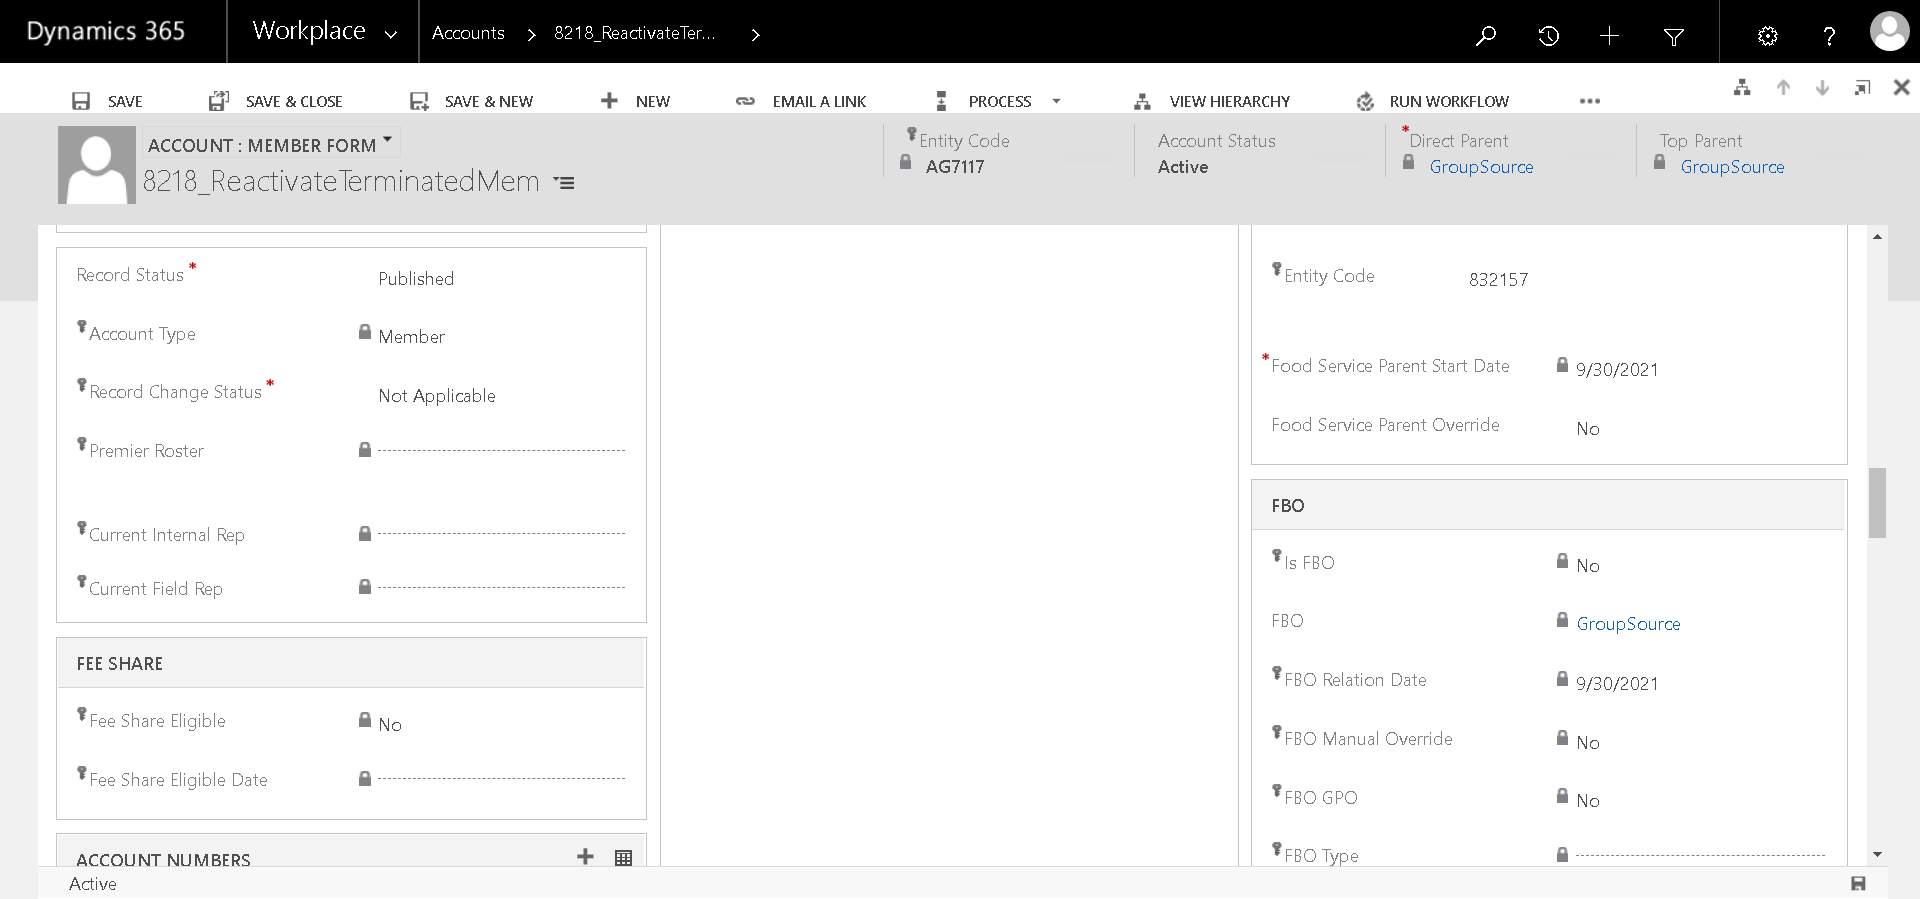 Dynamics 365
Workplace
Accounts
8218_ReactivateTer...
SAVE
SAVE & CLOSE
SAVE & NEW
NEW
EMAIL A LINK
PROCESS
VIEW HIERARCHY
RUN WORKFLOW
ACCOUNT : MEMBER FORM
8218_ReactivateTerminatedMem
Entity Code
AG7117
Account Status
Active
*Direct Parent
GroupSource
Top Parent
GroupSource
Record Status *
Published
Account Type
Member
Record Change Status *
Not Applicable
Premier Roster
Current Internal Rep
Current Field Rep
FEE SHARE
Fee Share Eligible
No
Fee Share Eligible Date
ACCOUNT NUMBERS
Entity Code
832157
*Food Service Parent Start Date
9/30/2021
Food Service Parent Override
No
FBO
Is FBO
No
FBO
GroupSource
FBO Relation Date
9/30/2021
FBO Manual Override
No
FBO GPO
No
FBO Type
Active